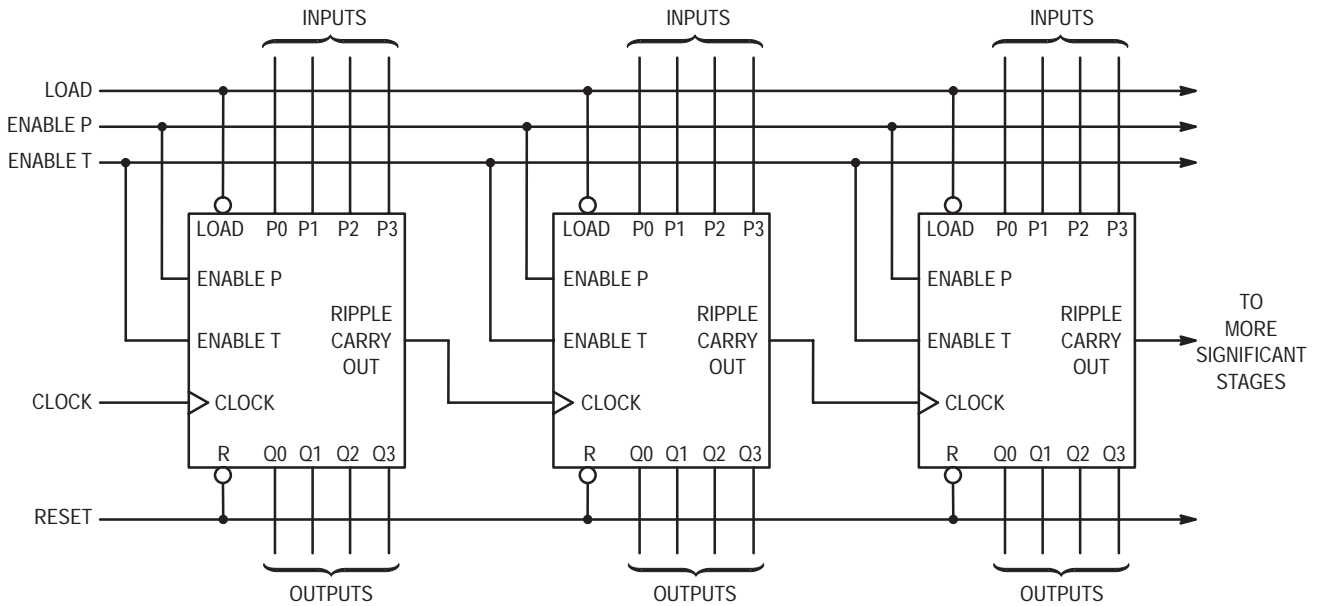 INPUTS
INPUTS
INPUTS
LOAD
ENABLE P
ENABLE T
LOAD P0 P1 P2 P3
ENABLE P
RIPPLE
CARRY
OUT
ENABLE T
CLOCK
R Q0 Q1 Q2 Q3
LOAD P0 P1 P2 P3
ENABLE P
RIPPLE
CARRY
OUT
ENABLE T
CLOCK
R Q0 Q1 Q2 Q3
LOAD P0 P1 P2 P3
ENABLE P
RIPPLE
CARRY
OUT
ENABLE T
CLOCK
R Q0 Q1 Q2 Q3
TO
MORE
SIGNIFICANT
STAGES
CLOCK
RESET
OUTPUTS
OUTPUTS
OUTPUTS